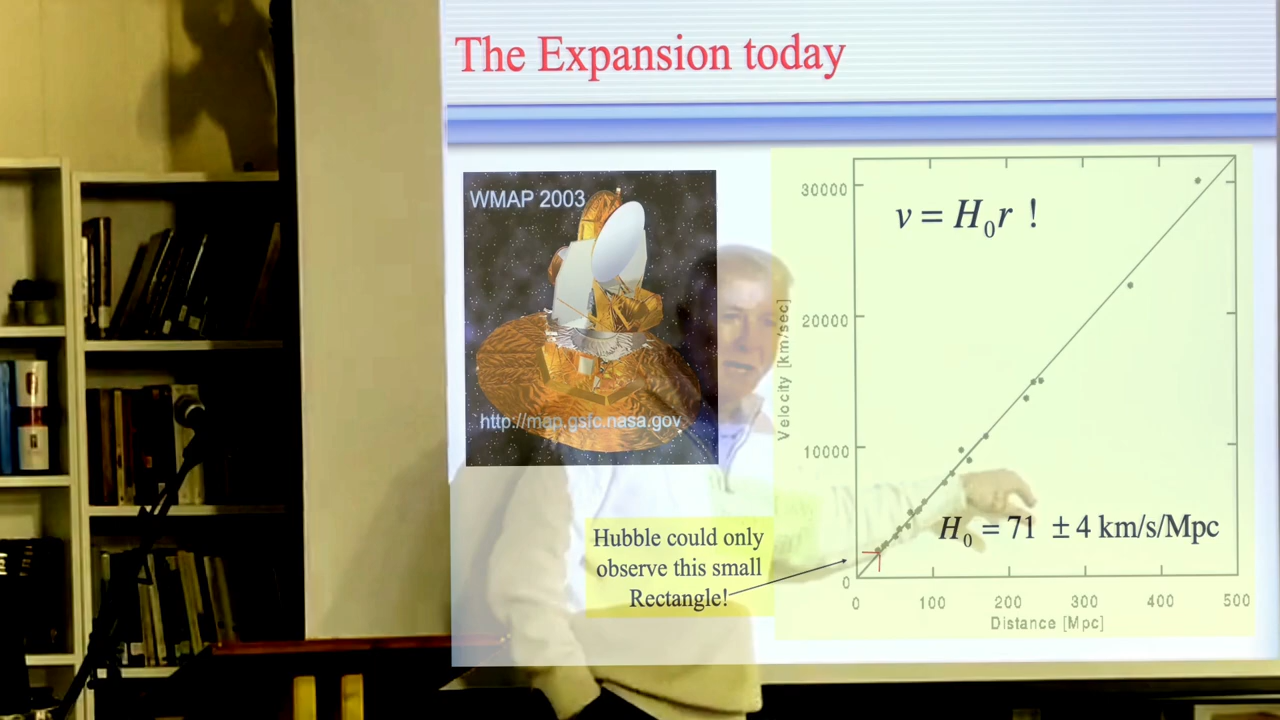 The Expansion today
WMAP 2003
http://map.gsfc.nasa.gov
Hubble could only
observe this small
Rectangle!
v = H₀r !
H₀ = 71 ± 4 km/s/Mpc
Velocity [km/sec]
30000
20000
10000
0
0 100 200 300 400 500
Distance [Mpc]